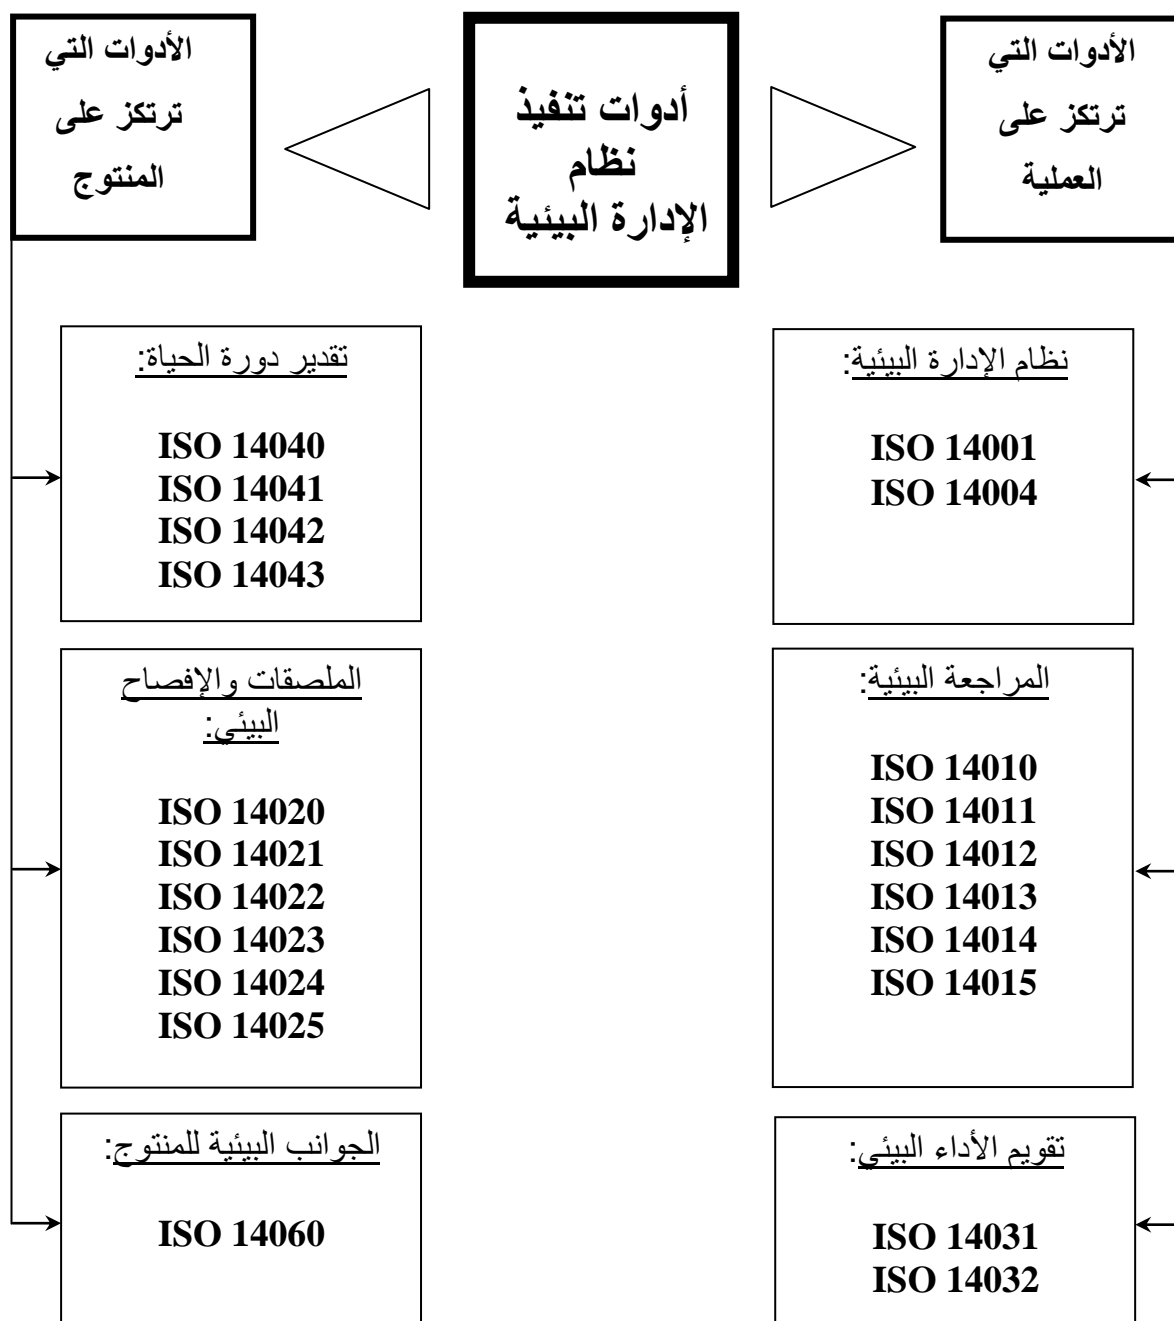 الأدوات التي
ترتكز على
العملية
أدوات تنفيذ
نظام
الإدارة البيئية
الأدوات التي
ترتكز على
المنتوج
نظام الإدارة البيئية:
ISO 14001
ISO 14004
المراجعة البيئية:
ISO 14010
ISO 14011
ISO 14012
ISO 14013
ISO 14014
ISO 14015
تقويم الأداء البيئي:
ISO 14031
ISO 14032
تقدير دورة الحياة:
ISO 14040
ISO 14041
ISO 14042
ISO 14043
الملصقات والإفصاح
البيئي:
ISO 14020
ISO 14021
ISO 14022
ISO 14023
ISO 14024
ISO 14025
الجوانب البيئية للمنتوج:
ISO 14060